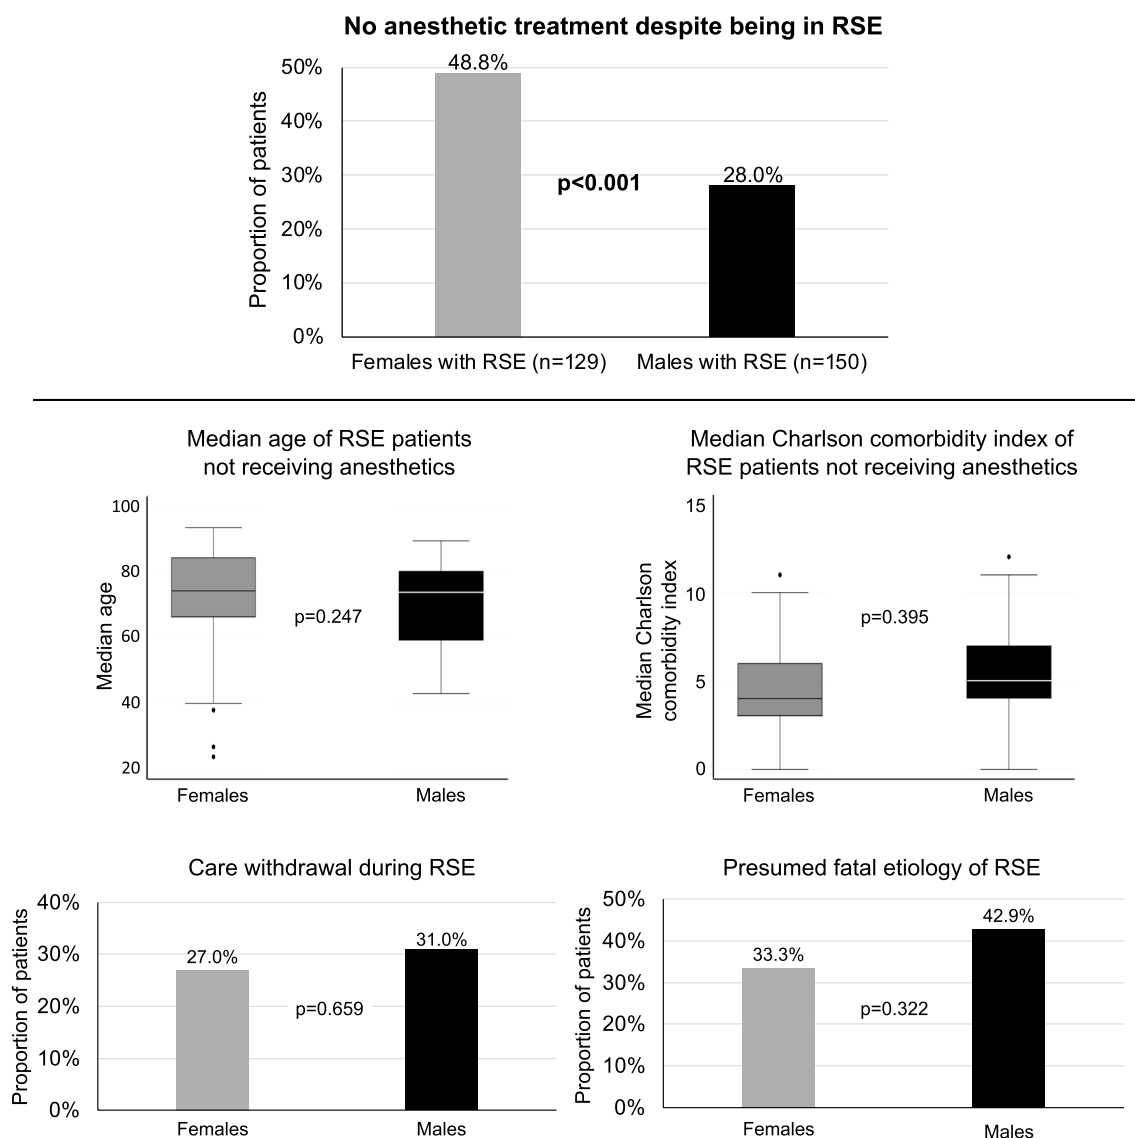 No anesthetic treatment despite being in RSE
Proportion of patients
50%
40%
30%
20%
10%
0%
48.8%
p<0.001
28.0%
Females with RSE (n=129)
Males with RSE (n=150)
Median age of RSE patients
not receiving anesthetics
Median age
100
80
60
40
20
p=0.247
Females
Males
Median Charlson comorbidity index of
RSE patients not receiving anesthetics
Median Charlson
comorbidity index
15
10
5
0
p=0.395
Females
Males
Care withdrawal during RSE
Proportion of patients
40%
30%
20%
10%
0%
27.0%
p=0.659
31.0%
Females
Males
Presumed fatal etiology of RSE
Proportion of patients
50%
40%
30%
20%
10%
0%
33.3%
p=0.322
42.9%
Females
Males